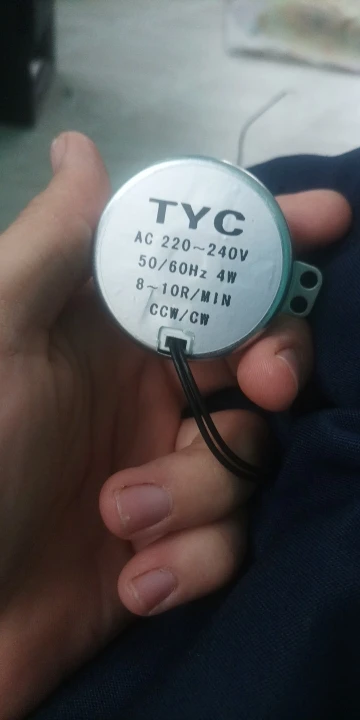 TYC
AC 220~240V
50/60Hz 4W
8~10R/MIN
CCW/CW